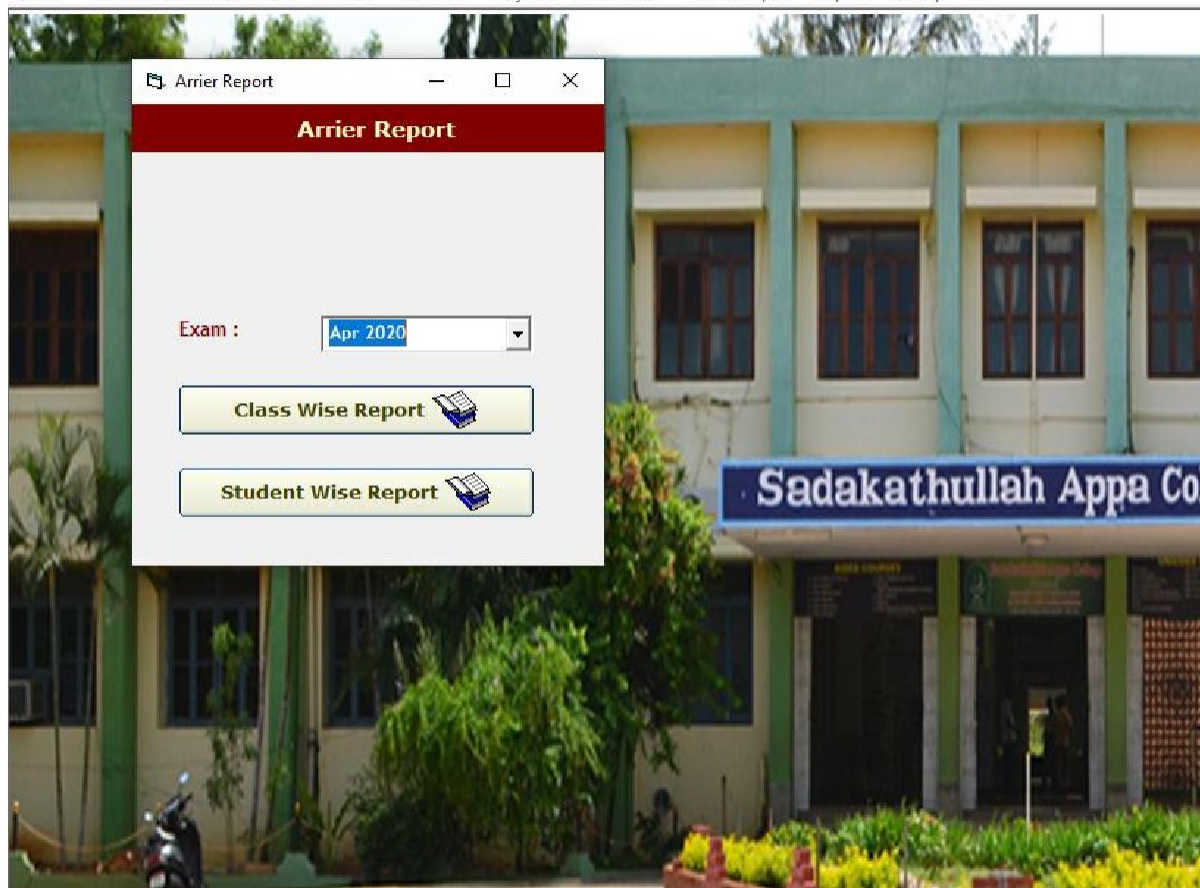 Arrier Report
Arrier Report
Exam :
Apr 2020
Class Wise Report
Student Wise Report
Sadakathullah Appa Co